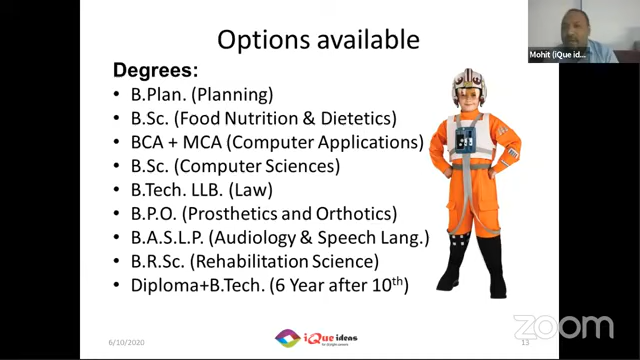 Options available
Mohit (iQue id...
Degrees:
• B.Plan. (Planning)
• B.Sc. (Food Nutrition & Dietetics)
• BCA + MCA (Computer Applications)
• B.Sc. (Computer Sciences)
• B.Tech. LLB. (Law)
• B.P.O. (Prosthetics and Orthotics)
• B.A.S.L.P. (Audiology & Speech Lang.)
• B.R.Sc. (Rehabilitation Science)
• Diploma+B.Tech. (6 Year after 10th)
6/10/2020
iQue ideas
13
zoom